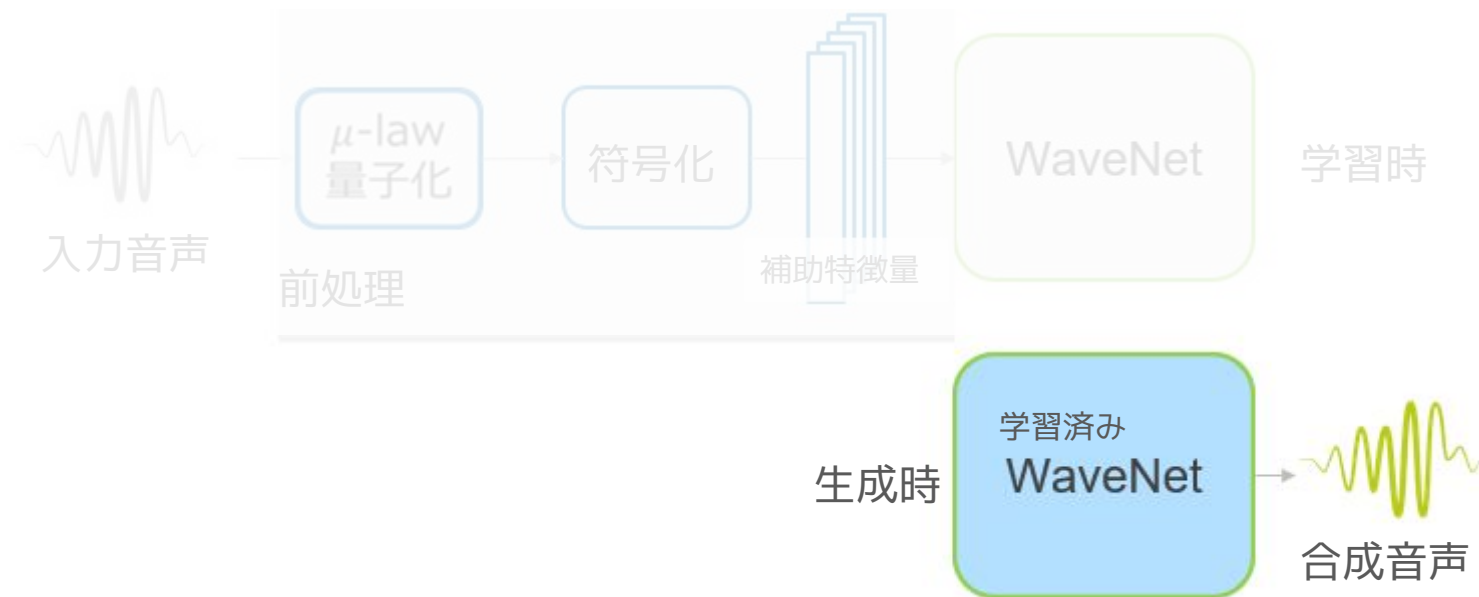 μ-law
量子化
符号化
WaveNet
学習時
入力音声
前処理
補助特徴量
学習済み
WaveNet
生成時
合成音声